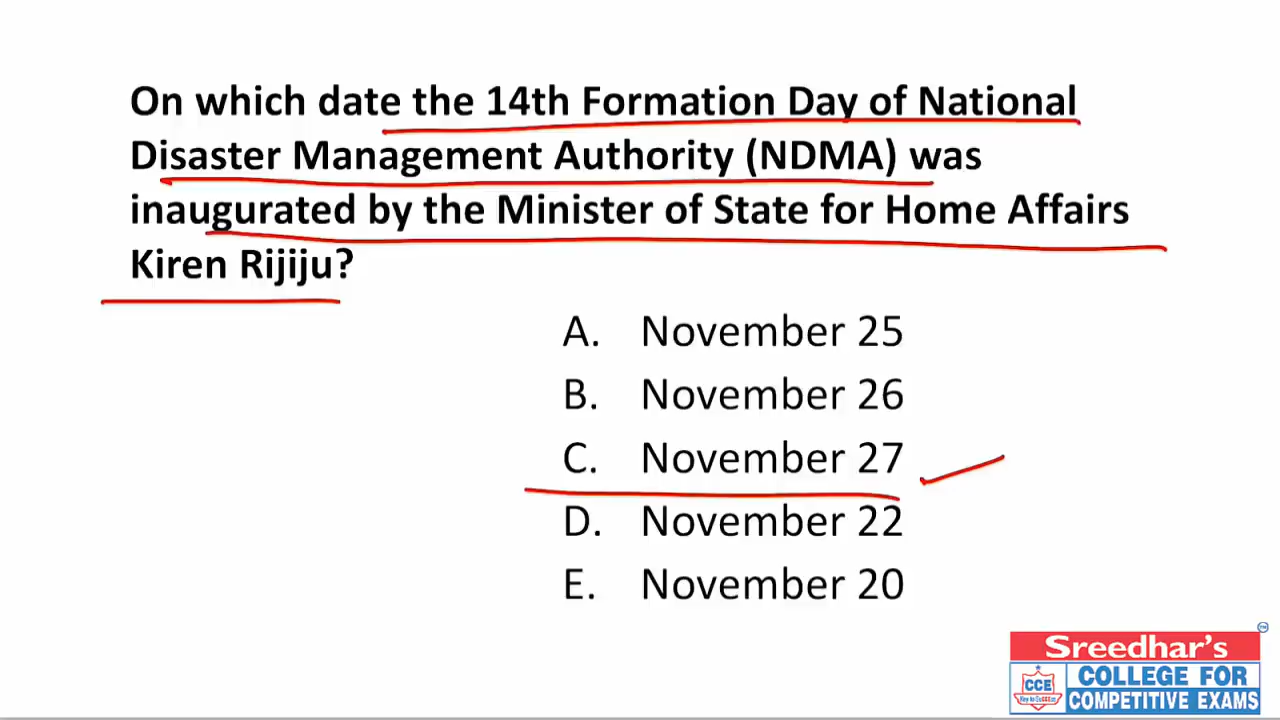 On which date the 14th Formation Day of National
Disaster Management Authority (NDMA) was
inaugurated by the Minister of State for Home Affairs
Kiren Rijiju?
A. November 25
B. November 26
C. November 27
D. November 22
E. November 20
TM
Sreedhar's
CCE
COLLEGE FOR
COMPETITIVE EXAMS